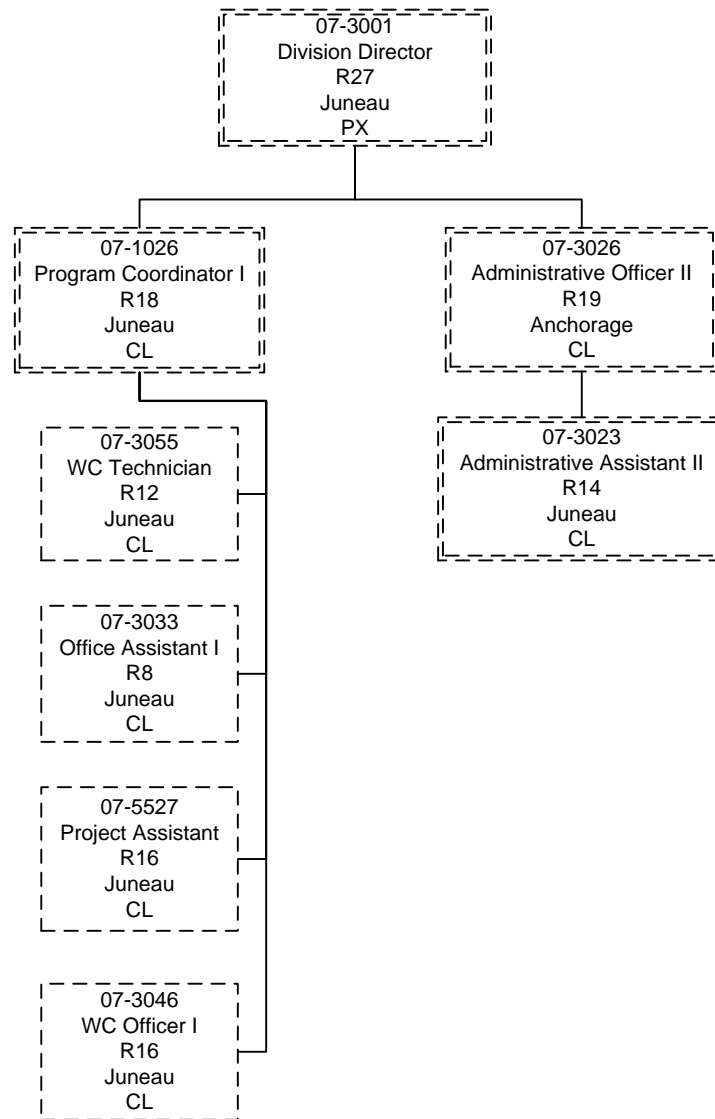 07-3001
Division Director
R27
Juneau
PX
07-1026
Program Coordinator I
R18
Juneau
CL
07-3026
Administrative Officer II
R19
Anchorage
CL
07-3055
WC Technician
R12
Juneau
CL
07-3023
Administrative Assistant II
R14
Juneau
CL
07-3033
Office Assistant I
R8
Juneau
CL
07-5527
Project Assistant
R16
Juneau
CL
07-3046
WC Officer I
R16
Juneau
CL